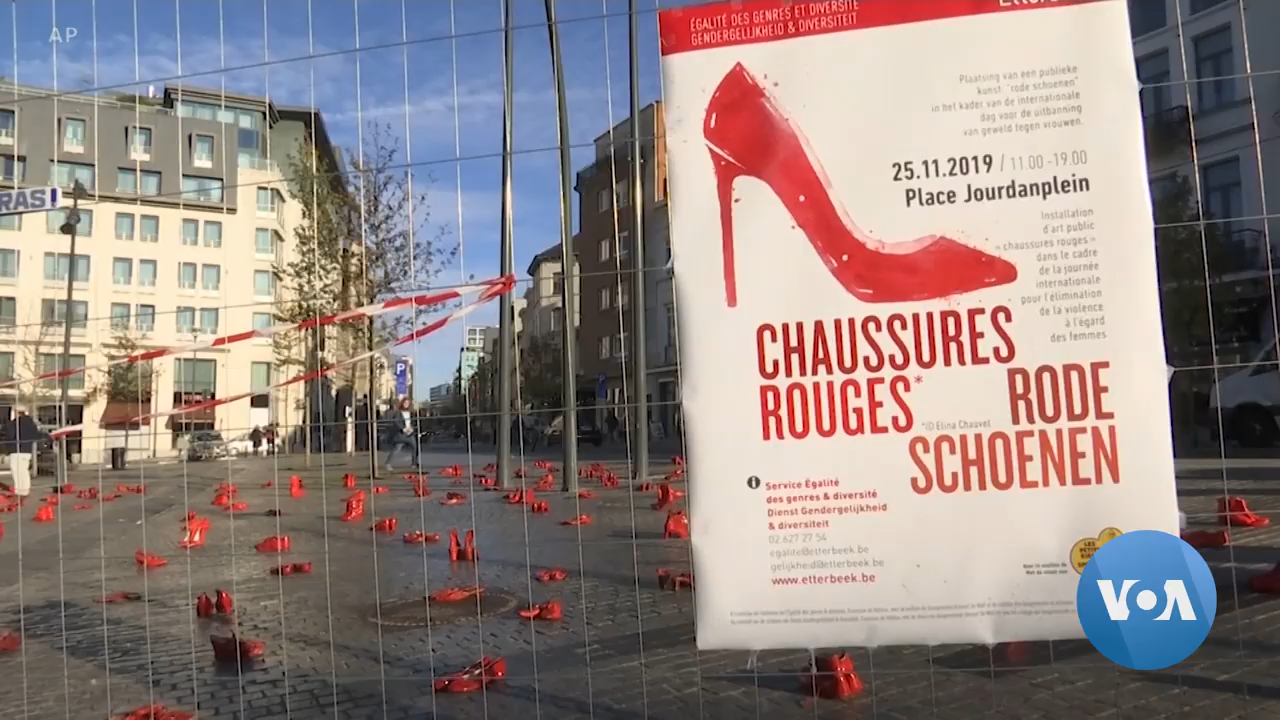 AP
RAS!
ÉGALITÉ DES GENRES ET DIVERSITÉ
GENDERGELIJKHEID & DIVERSITEIT
Plaatsing van een publieke
kunst: "rode schoenen"
in het kader van de internationale
dag voor de uitbanning
van geweld tegen vrouwen.
25.11.2019 / 11.00 -19.00
Place Jourdanplein
Installation
d'art public
« chaussures rouges »
dans le cadre
de la journée
internationale
pour l'élimination
de la violence
à l'égard
des femmes
CHAUSSURES
ROUGES*
RODE
SCHOENEN
*ID Elina Chauvet
Service Égalité
des genres & diversité
Dienst Gendergelijkheid
& diversiteit
02 627 27 54
egalite@etterbeek.be
gelijkheid@etterbeek.be
www.etterbeek.be
P
VOA